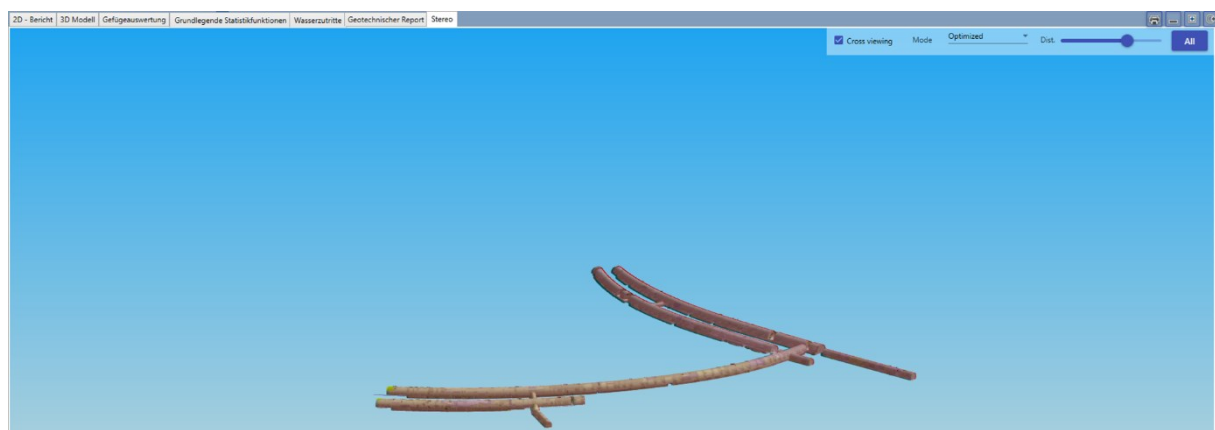 2D - Bericht 3D Modell Gefügeauswertung Grundlegende Statistikfunktionen Wasserzutritte Geotechnischer Report Stereo
Cross viewing Mode Optimized Dist. All